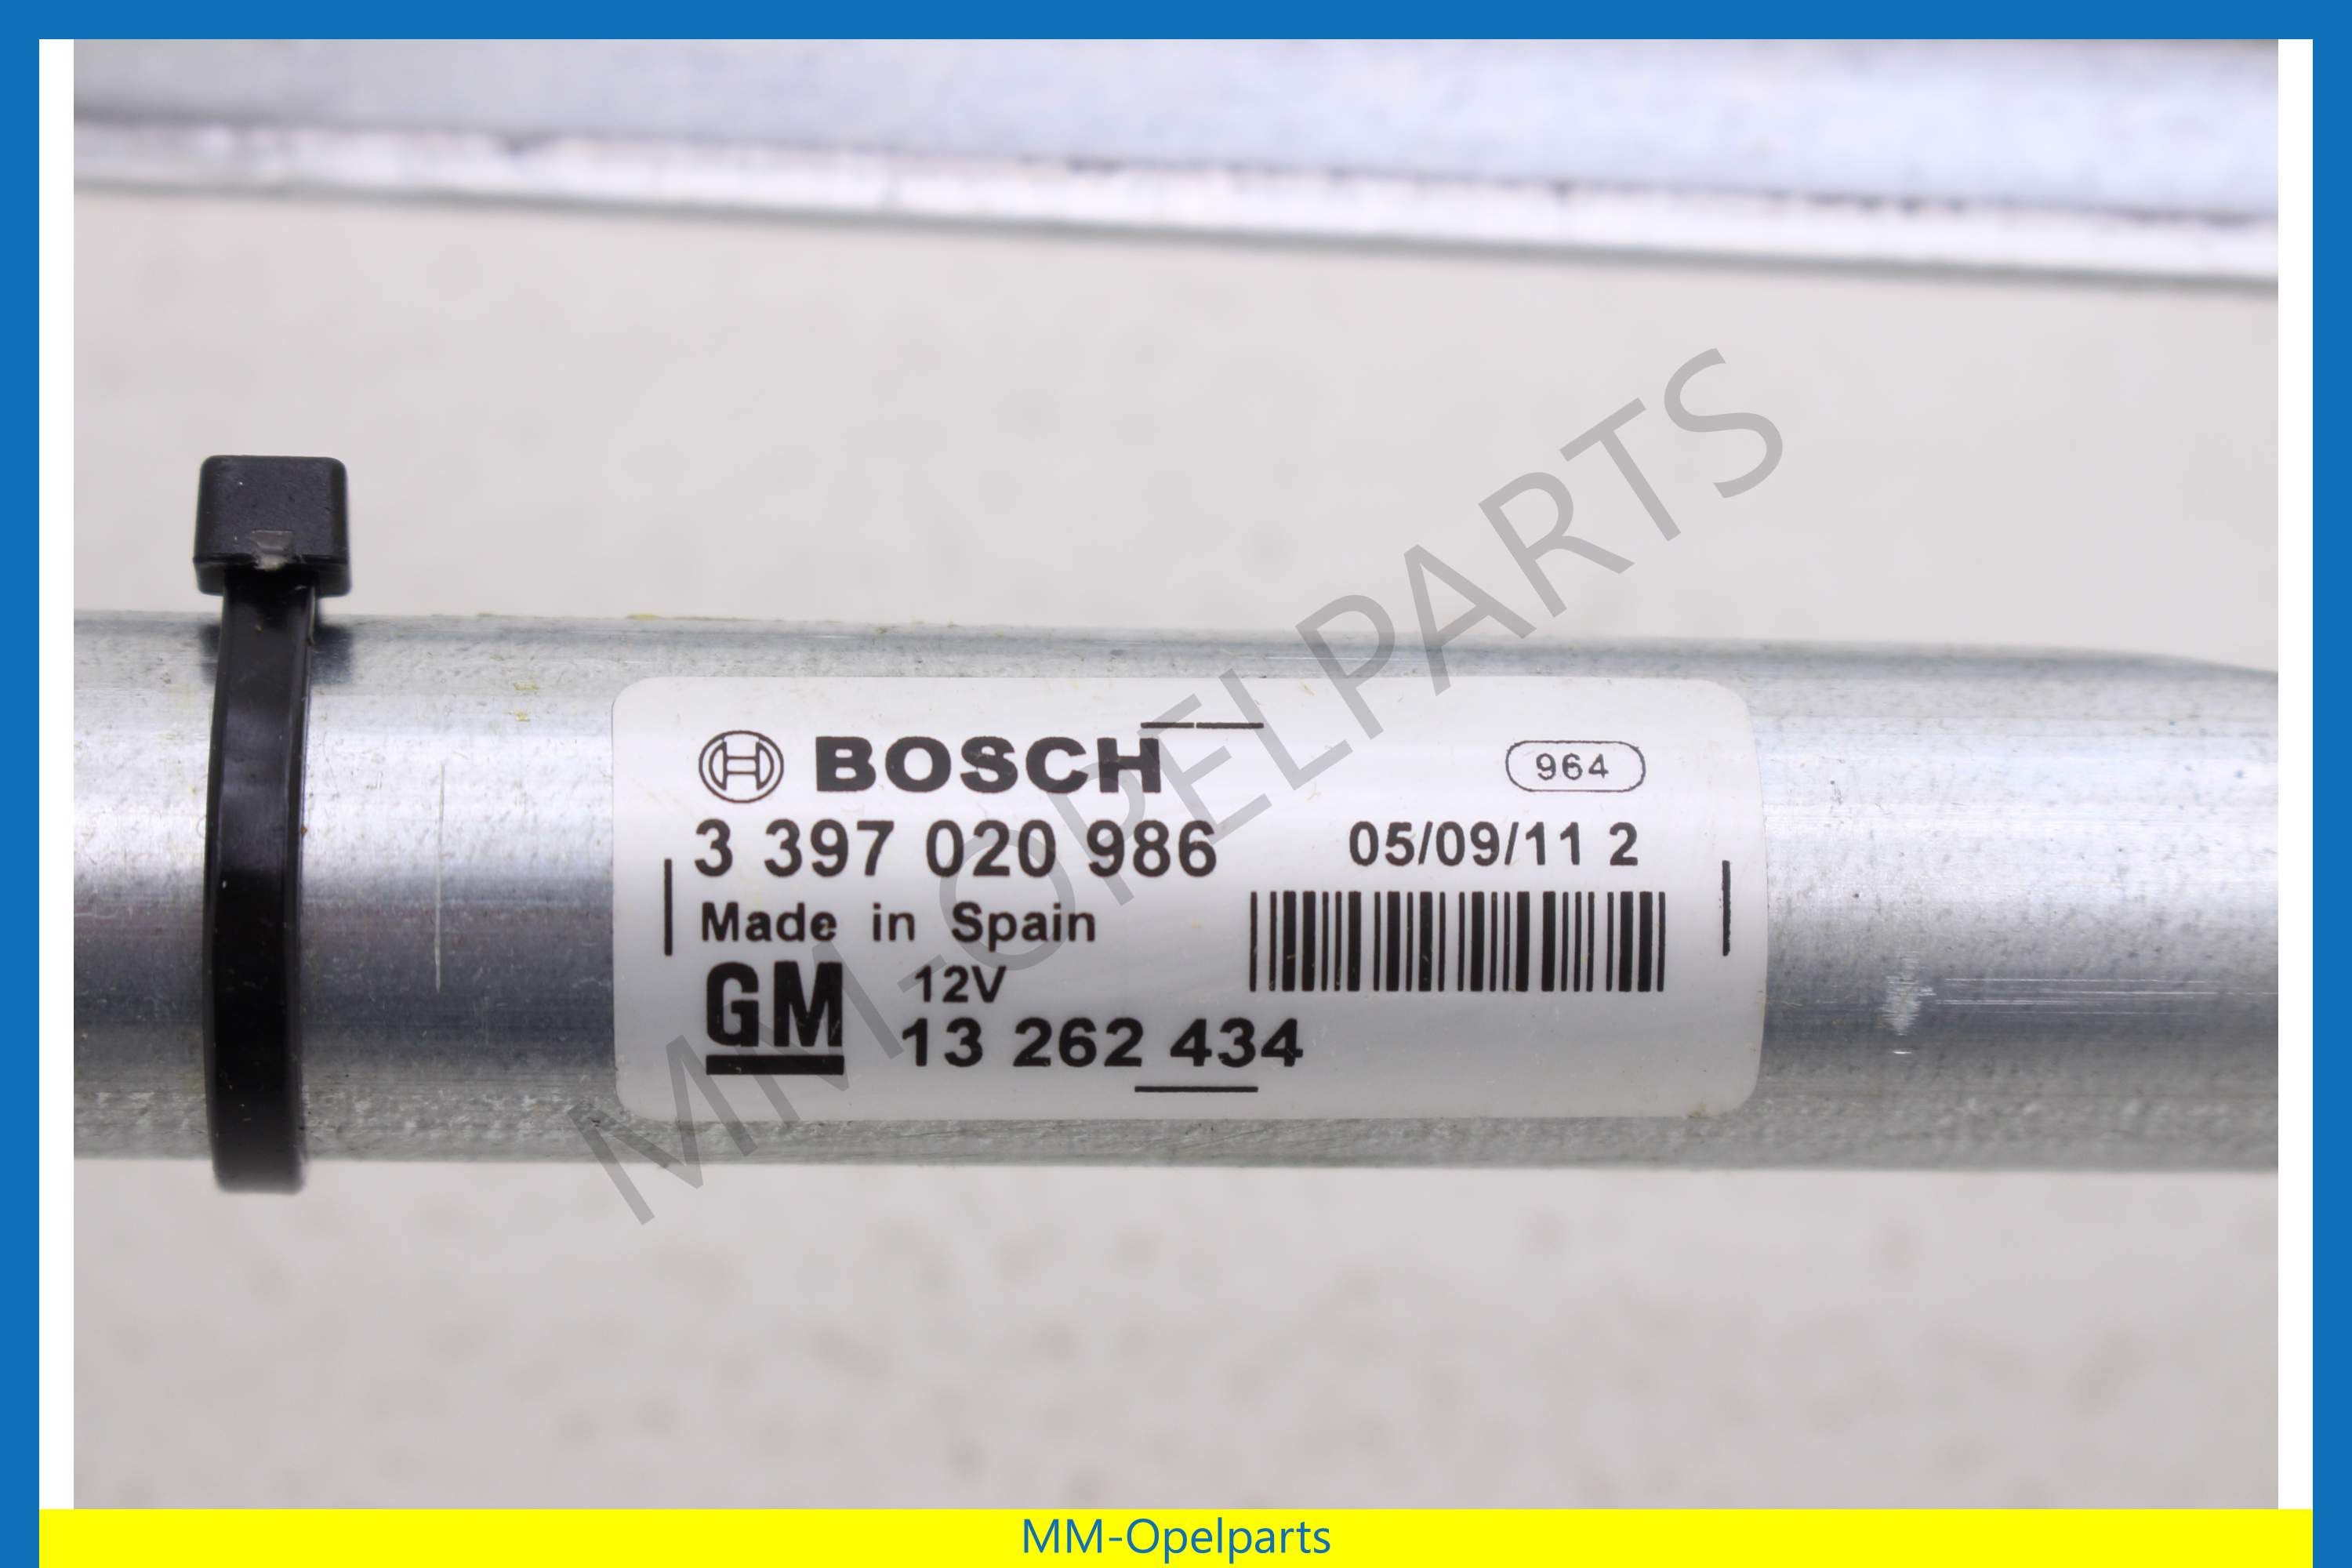 BOSCH
964
3 397 020 986
05/09/11 2
Made in Spain
12V
GM
13 262 434
MM-OPELPARTS
MM-Opelparts